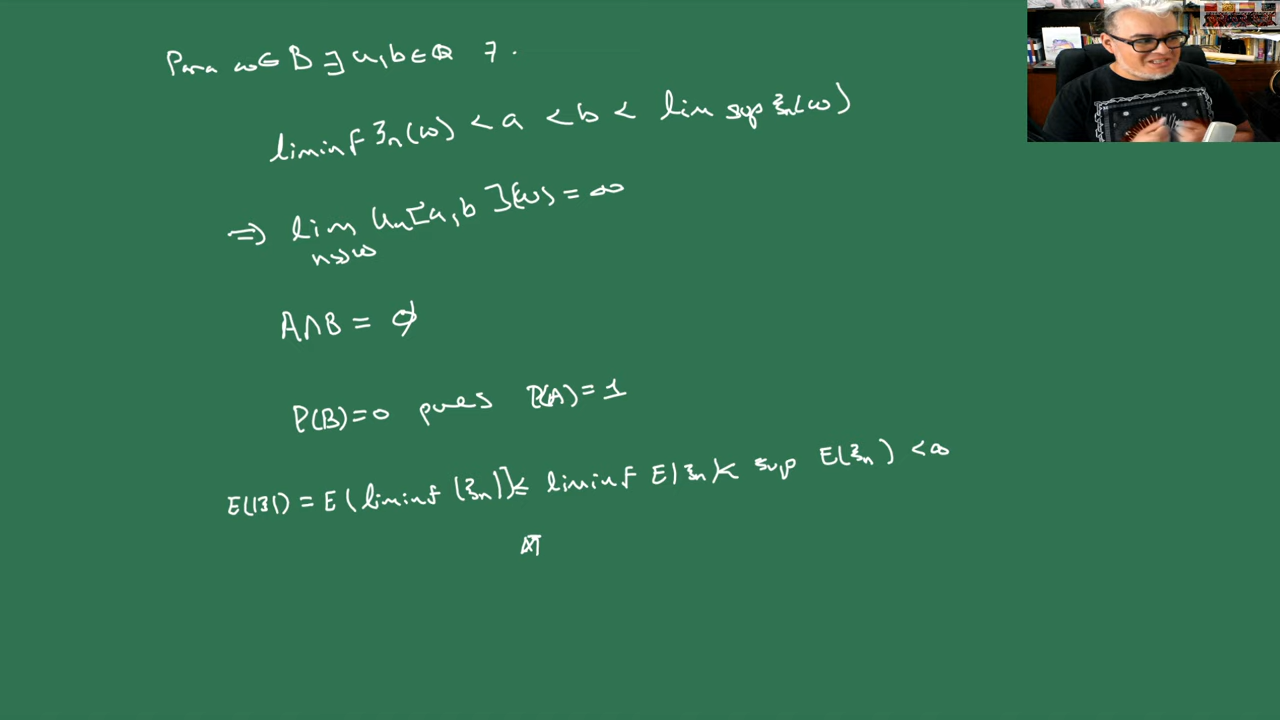 Para ω∈ B ∃ a,b∈ℚ ∋.
liminf ξₙ(ω) < a < b < lim sup ξₙ(ω)
⇒ lim Uₙ[a,b](ω) = ∞
n→∞
A∩B = ∅
P(B)=0 pues P(A)=1
E(|ξ|) = E(liminf |ξₙ|) ≤ liminf E|ξₙ| < sup E(ξₙ) < ∞